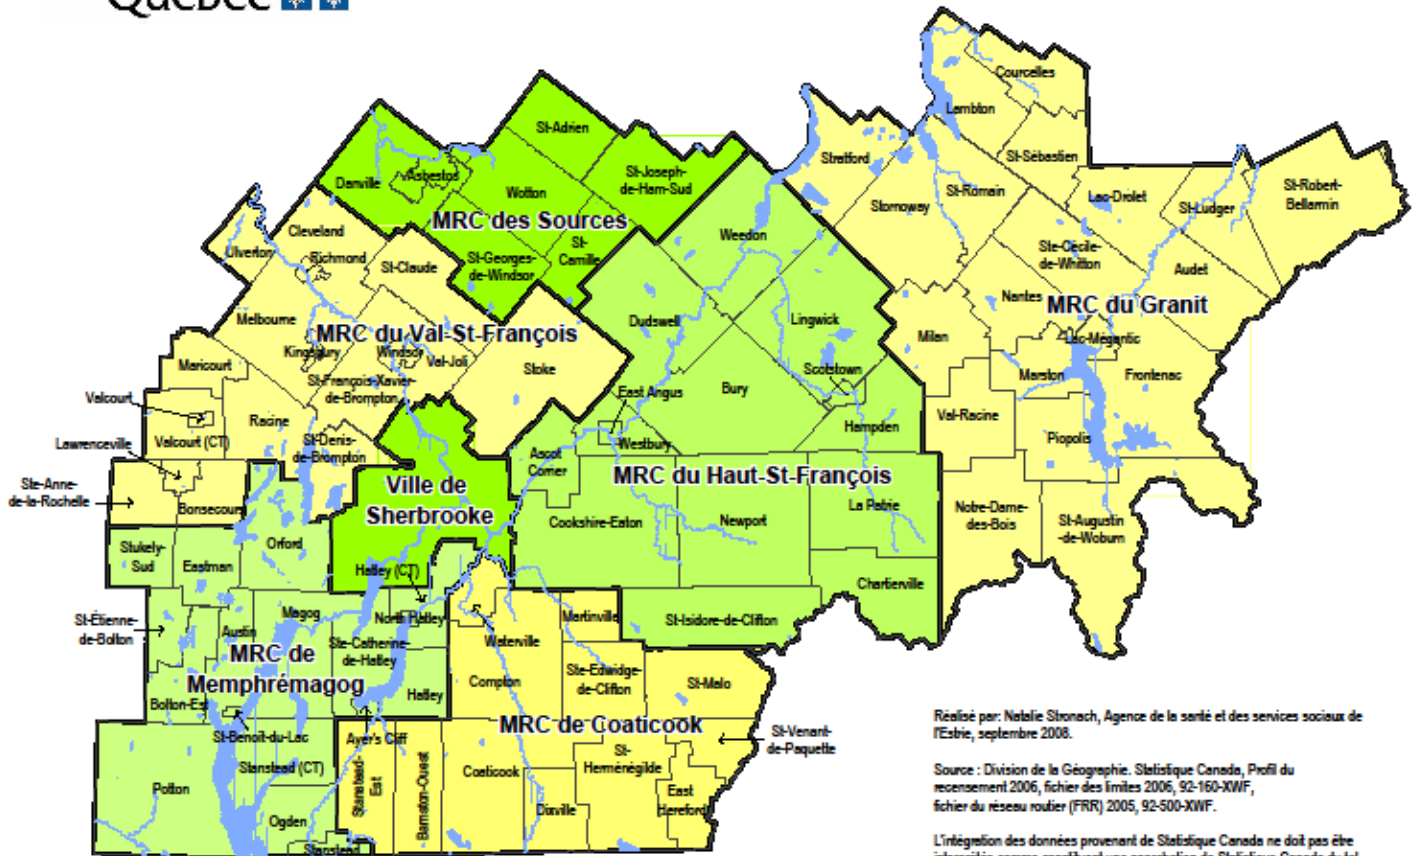 Québec
Courcelles
Lambton
St-Adrien
St-Sébastien
Stratford
St-Joseph-
de-Ham-Sud
Danville
Asbestos
Wotton
St-Romain
Lac-Drolet
St-Robert-
Bellarmin
Stornoway
St-Ludger
MRC des Sources
Cleveland
Weedon
Ulverton
Richmond
St-Claude
St-Georges-
de-Windsor
St-
Camille
Ste-Cécile-
de-Whitton
Audet
Nantes
MRC du Granit
Melbourne
MRC du Val-St-François
Dudswell
Lingwick
Milan
Lac-Mégantic
Kingsbury
Windsor
Val-Joli
Maricourt
Stoke
Scotstown
Marston
Frontenac
St-François-Xavier-
de-Brompton
East Angus
Bury
Valcourt
Racine
Val-Racine
Hampden
Lawrenceville
Valcourt (CT)
St-Denis-
de-Brompton
Westbury
Piopolis
Ascot
Corner
MRC du Haut-St-François
Ste-Anne-
de-la-Rochelle
Ville de
Sherbrooke
Bonsecours
La Patrie
Notre-Dame-
des-Bois
Cookshire-Eaton
Newport
St-Augustin
-de-Woburn
Stukely-
Sud
Eastman
Orford
Hatley (CT)
Chartierville
St-Étienne-
de-Bolton
Magog
North Hatley
Martinville
St-Isidore-de-Clifton
Austin
Ste-Catherine-
de-Hatley
Waterville
MRC de
Memphrémagog
Compton
Ste-Edwidge-
de-Clifton
St-Malo
Hatley
Bolton-Est
MRC de Coaticook
St-Benoît-du-Lac
Ayer's Cliff
St-Venant-
de-Paquette
Stanstead (CT)
Stanstead-
Est
Barnston-Ouest
Coaticook
St-
Herménégilde
Potton
East
Hereford
Dixville
Ogden
Stanstead
Réalisé par: Natalie Stronach, Agence de la santé et des services sociaux de
l'Estrie, septembre 2008.
Source : Division de la Géographie. Statistique Canada, Profil du
recensement 2006, fichier des limites 2006, 92-160-XWF,
fichier du réseau routier (FRR) 2005, 92-500-XWF.
L'intégration des données provenant de Statistique Canada ne doit pas être